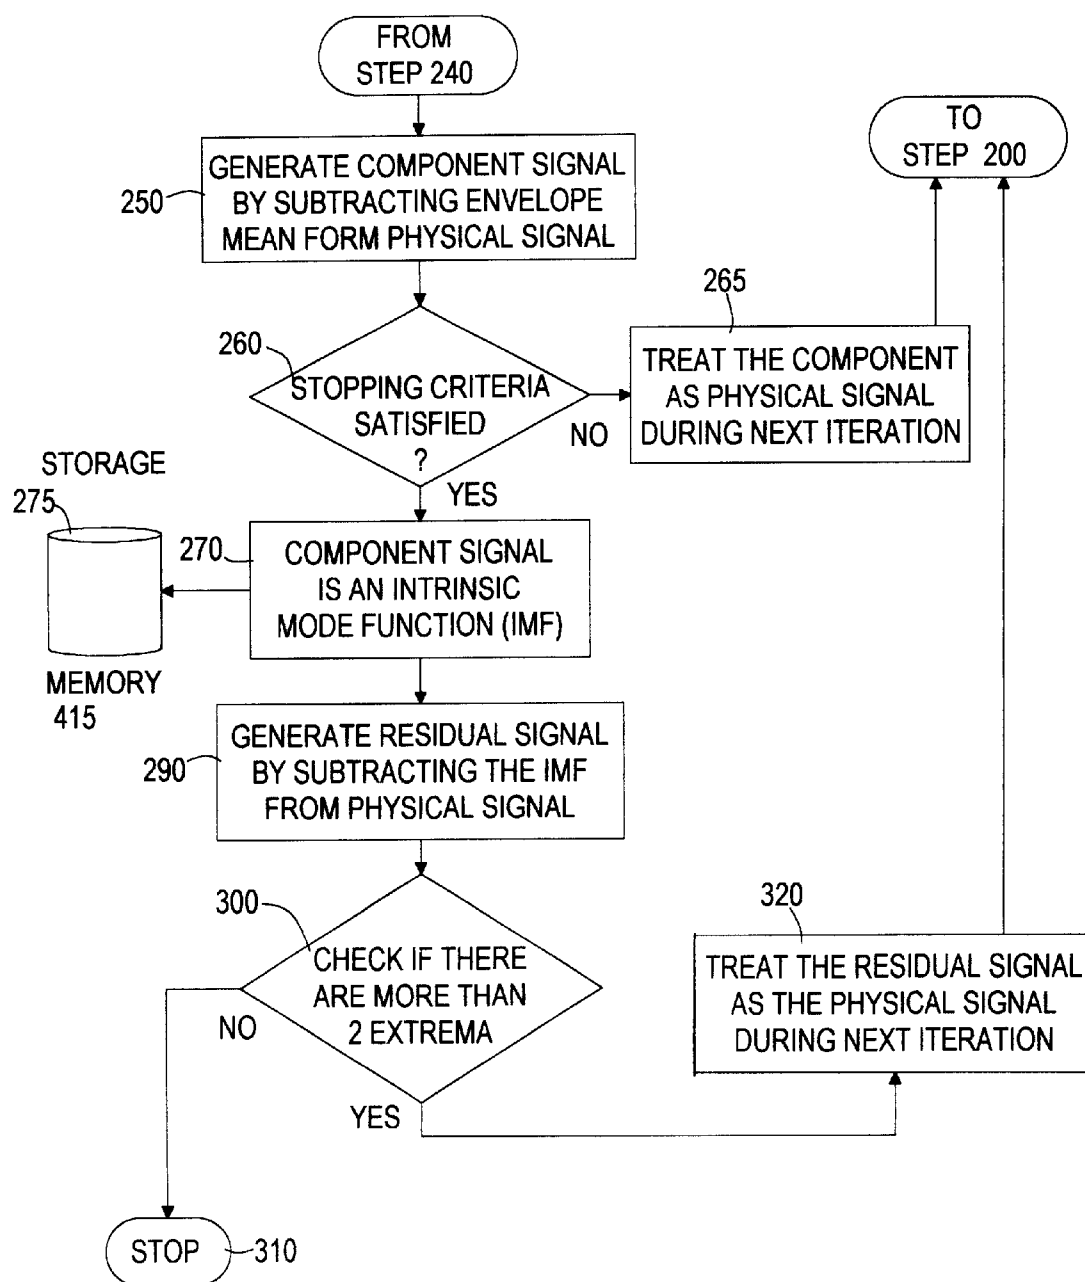 FROM
STEP 240
TO
STEP 200
250
GENERATE COMPONENT SIGNAL
BY SUBTRACTING ENVELOPE
MEAN FORM PHYSICAL SIGNAL
260
STOPPING CRITERIA
SATISFIED
?
NO
265
TREAT THE COMPONENT
AS PHYSICAL SIGNAL
DURING NEXT ITERATION
YES
STORAGE
275
MEMORY
415
270
COMPONENT SIGNAL
IS AN INTRINSIC
MODE FUNCTION (IMF)
290
GENERATE RESIDUAL SIGNAL
BY SUBTRACTING THE IMF
FROM PHYSICAL SIGNAL
300
CHECK IF THERE
ARE MORE THAN
2 EXTREMA
NO
YES
320
TREAT THE RESIDUAL SIGNAL
AS THE PHYSICAL SIGNAL
DURING NEXT ITERATION
STOP
310